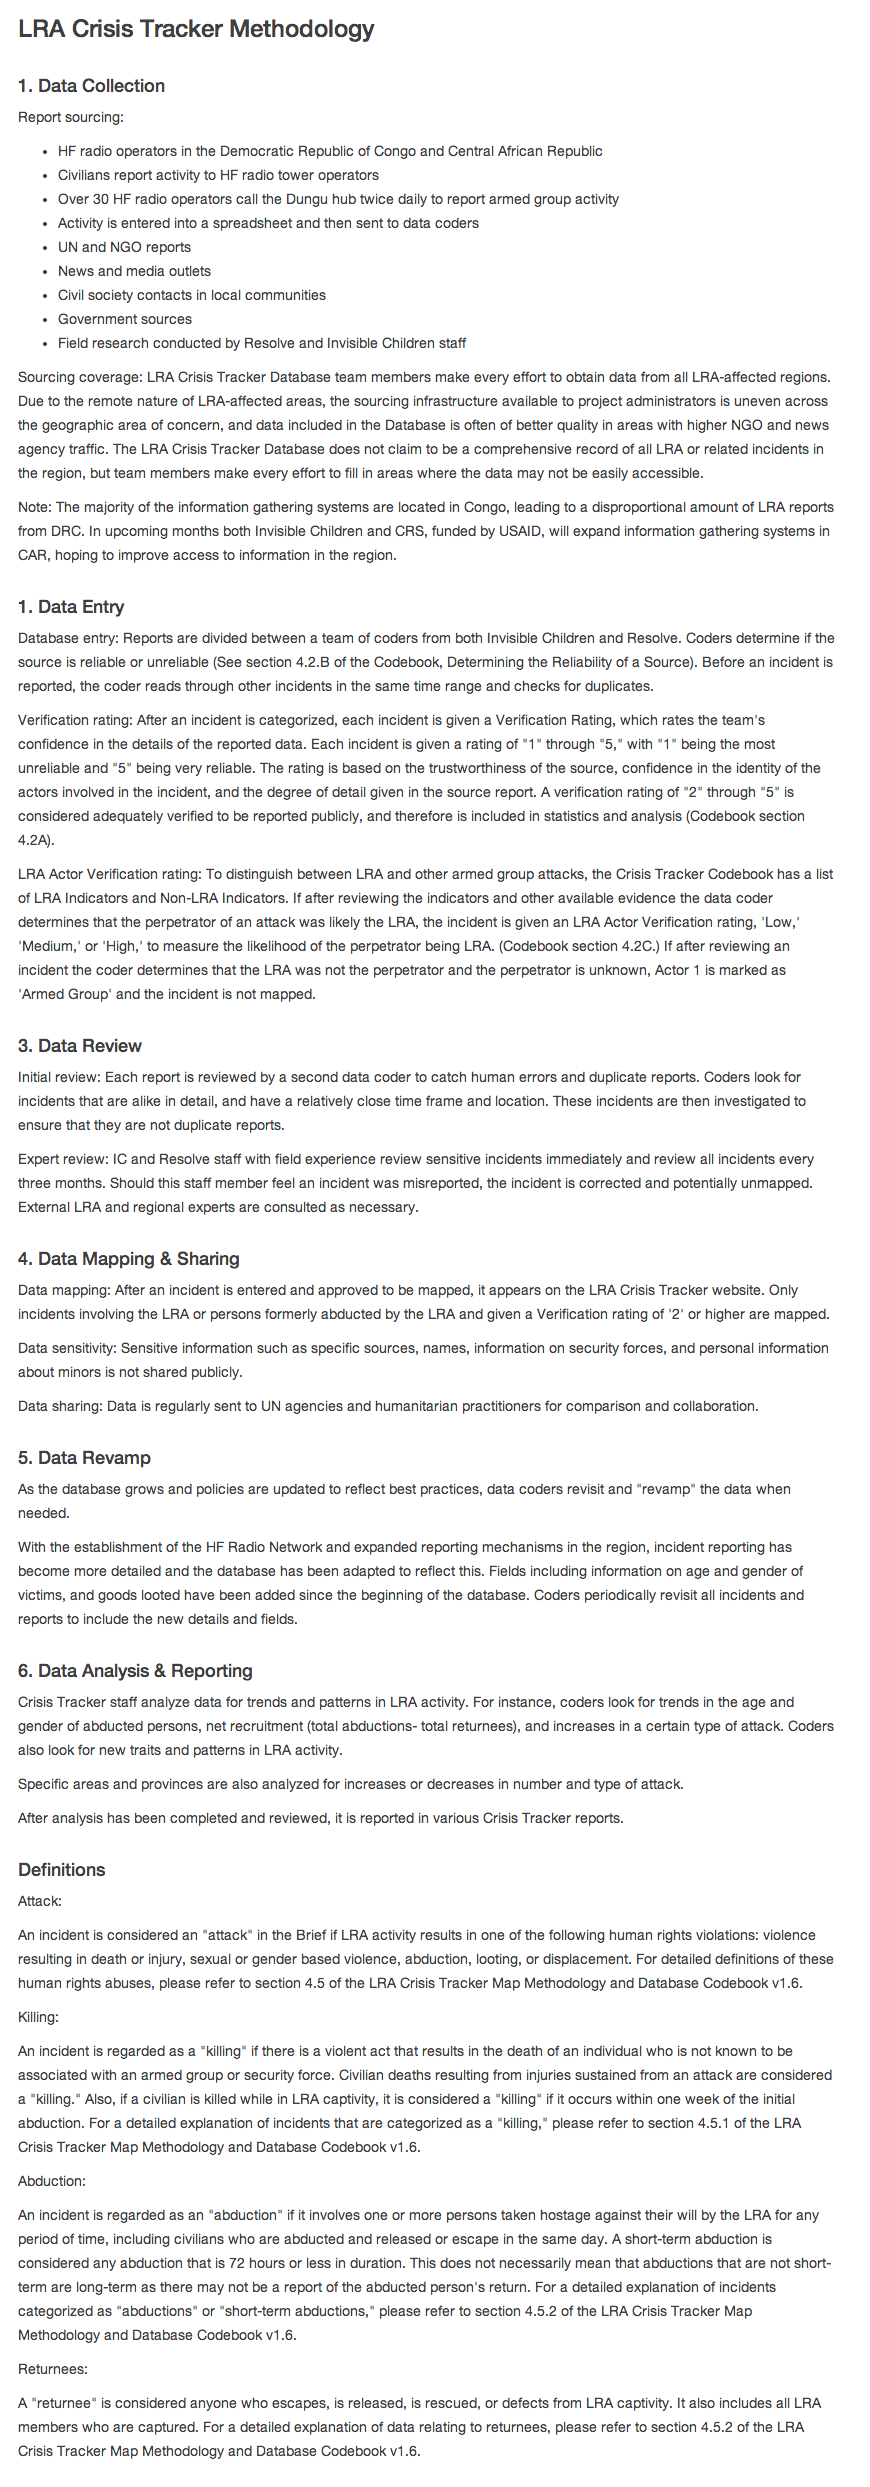 LRA Crisis Tracker Methodology
1. Data Collection
Report sourcing:
• HF radio operators in the Democratic Republic of Congo and Central African Republic
• Civilians report activity to HF radio tower operators
• Over 30 HF radio operators call the Dungu hub twice daily to report armed group activity
• Activity is entered into a spreadsheet and then sent to data coders
• UN and NGO reports
• News and media outlets
• Civil society contacts in local communities
• Government sources
• Field research conducted by Resolve and Invisible Children staff
Sourcing coverage: LRA Crisis Tracker Database team members make every effort to obtain data from all LRA-affected regions.
Due to the remote nature of LRA-affected areas, the sourcing infrastructure available to project administrators is uneven across
the geographic area of concern, and data included in the Database is often of better quality in areas with higher NGO and news
agency traffic. The LRA Crisis Tracker Database does not claim to be a comprehensive record of all LRA or related incidents in
the region, but team members make every effort to fill in areas where the data may not be easily accessible.
Note: The majority of the information gathering systems are located in Congo, leading to a disproportional amount of LRA reports
from DRC. In upcoming months both Invisible Children and CRS, funded by USAID, will expand information gathering systems in
CAR, hoping to improve access to information in the region.
1. Data Entry
Database entry: Reports are divided between a team of coders from both Invisible Children and Resolve. Coders determine if the
source is reliable or unreliable (See section 4.2.B of the Codebook, Determining the Reliability of a Source). Before an incident is
reported, the coder reads through other incidents in the same time range and checks for duplicates.
Verification rating: After an incident is categorized, each incident is given a Verification Rating, which rates the team's
confidence in the details of the reported data. Each incident is given a rating of "1" through "5," with "1" being the most
unreliable and "5" being very reliable. The rating is based on the trustworthiness of the source, confidence in the identity of the
actors involved in the incident, and the degree of detail given in the source report. A verification rating of "2" through "5" is
considered adequately verified to be reported publicly, and therefore is included in statistics and analysis (Codebook section
4.2A).
LRA Actor Verification rating: To distinguish between LRA and other armed group attacks, the Crisis Tracker Codebook has a list
of LRA Indicators and Non-LRA Indicators. If after reviewing the indicators and other available evidence the data coder
determines that the perpetrator of an attack was likely the LRA, the incident is given an LRA Actor Verification rating, 'Low,'
'Medium,' or 'High,' to measure the likelihood of the perpetrator being LRA. (Codebook section 4.2C.) If after reviewing an
incident the coder determines that the LRA was not the perpetrator and the perpetrator is unknown, Actor 1 is marked as
'Armed Group' and the incident is not mapped.
3. Data Review
Initial review: Each report is reviewed by a second data coder to catch human errors and duplicate reports. Coders look for
incidents that are alike in detail, and have a relatively close time frame and location. These incidents are then investigated to
ensure that they are not duplicate reports.
Expert review: IC and Resolve staff with field experience review sensitive incidents immediately and review all incidents every
three months. Should this staff member feel an incident was misreported, the incident is corrected and potentially unmapped.
External LRA and regional experts are consulted as necessary.
4. Data Mapping & Sharing
Data mapping: After an incident is entered and approved to be mapped, it appears on the LRA Crisis Tracker website. Only
incidents involving the LRA or persons formerly abducted by the LRA and given a Verification rating of '2' or higher are mapped.
Data sensitivity: Sensitive information such as specific sources, names, information on security forces, and personal information
about minors is not shared publicly.
Data sharing: Data is regularly sent to UN agencies and humanitarian practitioners for comparison and collaboration.
5. Data Revamp
As the database grows and policies are updated to reflect best practices, data coders revisit and "revamp" the data when
needed.
With the establishment of the HF Radio Network and expanded reporting mechanisms in the region, incident reporting has
become more detailed and the database has been adapted to reflect this. Fields including information on age and gender of
victims, and goods looted have been added since the beginning of the database. Coders periodically revisit all incidents and
reports to include the new details and fields.
6. Data Analysis & Reporting
Crisis Tracker staff analyze data for trends and patterns in LRA activity. For instance, coders look for trends in the age and
gender of abducted persons, net recruitment (total abductions- total returnees), and increases in a certain type of attack. Coders
also look for new traits and patterns in LRA activity.
Specific areas and provinces are also analyzed for increases or decreases in number and type of attack.
After analysis has been completed and reviewed, it is reported in various Crisis Tracker reports.
Definitions
Attack:
An incident is considered an "attack" in the Brief if LRA activity results in one of the following human rights violations: violence
resulting in death or injury, sexual or gender based violence, abduction, looting, or displacement. For detailed definitions of these
human rights abuses, please refer to section 4.5 of the LRA Crisis Tracker Map Methodology and Database Codebook v1.6.
Killing:
An incident is regarded as a "killing" if there is a violent act that results in the death of an individual who is not known to be
associated with an armed group or security force. Civilian deaths resulting from injuries sustained from an attack are considered
a "killing." Also, if a civilian is killed while in LRA captivity, it is considered a "killing" if it occurs within one week of the initial
abduction. For a detailed explanation of incidents that are categorized as a "killing," please refer to section 4.5.1 of the LRA
Crisis Tracker Map Methodology and Database Codebook v1.6.
Abduction:
An incident is regarded as an "abduction" if it involves one or more persons taken hostage against their will by the LRA for any
period of time, including civilians who are abducted and released or escape in the same day. A short-term abduction is
considered any abduction that is 72 hours or less in duration. This does not necessarily mean that abductions that are not short-
term are long-term as there may not be a report of the abducted person's return. For a detailed explanation of incidents
categorized as "abductions" or "short-term abductions," please refer to section 4.5.2 of the LRA Crisis Tracker Map
Methodology and Database Codebook v1.6.
Returnees:
A "returnee" is considered anyone who escapes, is released, is rescued, or defects from LRA captivity. It also includes all LRA
members who are captured. For a detailed explanation of data relating to returnees, please refer to section 4.5.2 of the LRA
Crisis Tracker Map Methodology and Database Codebook v1.6.